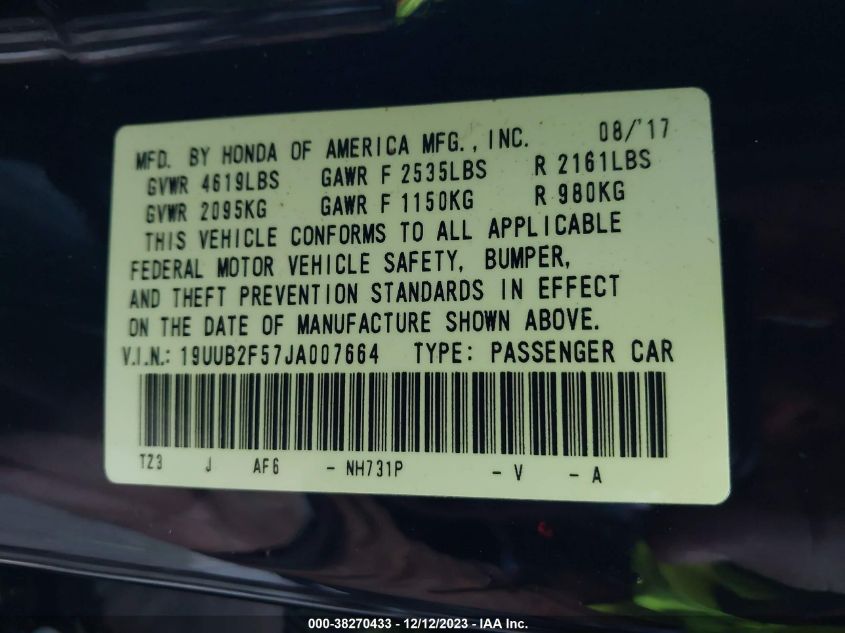 MFD. BY HONDA OF AMERICA MFG., INC. 08/'17
GVWR 4619LBS GAWR F 2535LBS R 2161LBS
GVWR 2095KG GAWR F 1150KG R 980KG
THIS VEHICLE CONFORMS TO ALL APPLICABLE
FEDERAL MOTOR VEHICLE SAFETY, BUMPER,
AND THEFT PREVENTION STANDARDS IN EFFECT
ON THE DATE OF MANUFACTURE SHOWN ABOVE.
V.I.N.: 19UUB2F57JA007664 TYPE: PASSENGER CAR
TZ3 J AF6 - NH731P - V - A
000-38270433 - 12/12/2023 - IAA Inc.